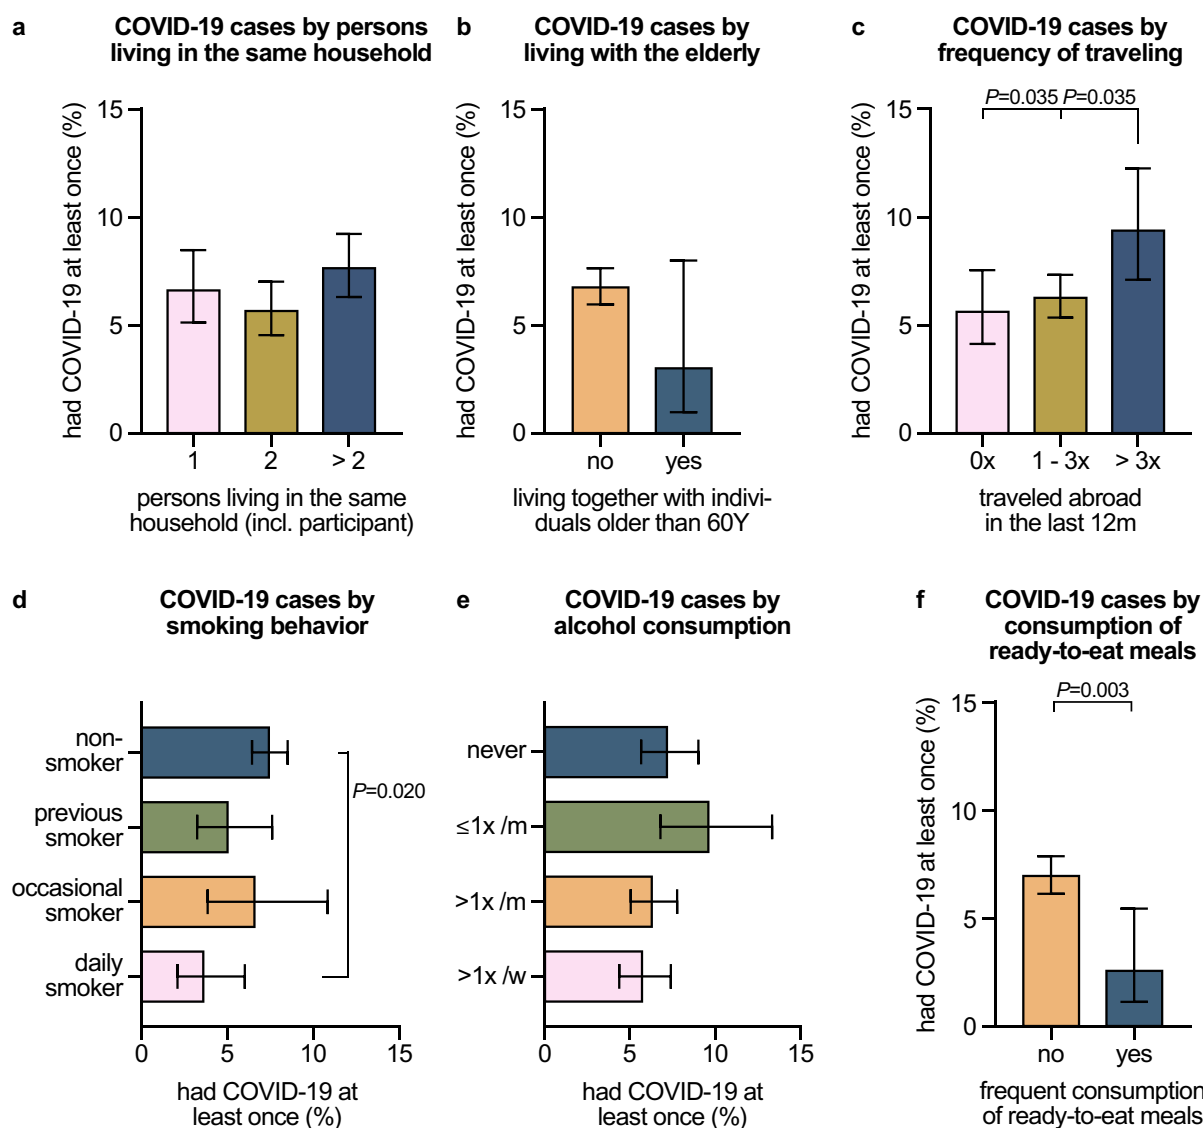 a
COVID-19 cases by persons
living in the same household
had COVID-19 at least once (%)
15
10
5
0
1
2
> 2
persons living in the same
household (incl. participant)
b
COVID-19 cases by
living with the elderly
had COVID-19 at least once (%)
15
10
5
0
no
yes
living together with indivi-
duals older than 60Y
c
COVID-19 cases by
frequency of traveling
had COVID-19 at least once (%)
15
10
5
0
P=0.035
P=0.035
0x
1 - 3x
> 3x
traveled abroad
in the last 12m
d
COVID-19 cases by
smoking behavior
non-
smoker
previous
smoker
occasional
smoker
daily
smoker
P=0.020
0
5
10
15
had COVID-19 at
least once (%)
e
COVID-19 cases by
alcohol consumption
never
≤1x /m
>1x /m
>1x /w
0
5
10
15
had COVID-19 at
least once (%)
f
COVID-19 cases by
consumption of
ready-to-eat meals
had COVID-19 at least once (%)
15
10
5
0
P=0.003
no
yes
frequent consumption
of ready-to-eat meals